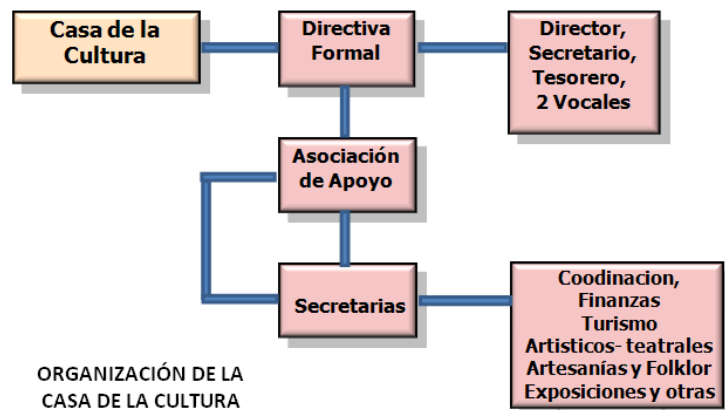 Casa de la
Cultura
Directiva
Formal
Director,
Secretario,
Tesorero,
2 Vocales
Asociación
de Apoyo
Secretarias
Coodinacion,
Finanzas
Turismo
Artisticos- teatrales
Artesanías y Folklor
Exposiciones y otras
ORGANIZACIÓN DE LA
CASA DE LA CULTURA